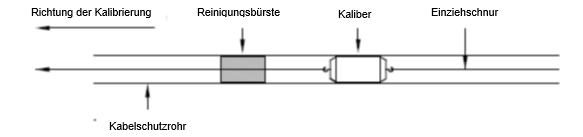 Richtung der Kalibrierung
Reinigungsbürste
Kaliber
Einziehschnur
Kabelschutzrohr